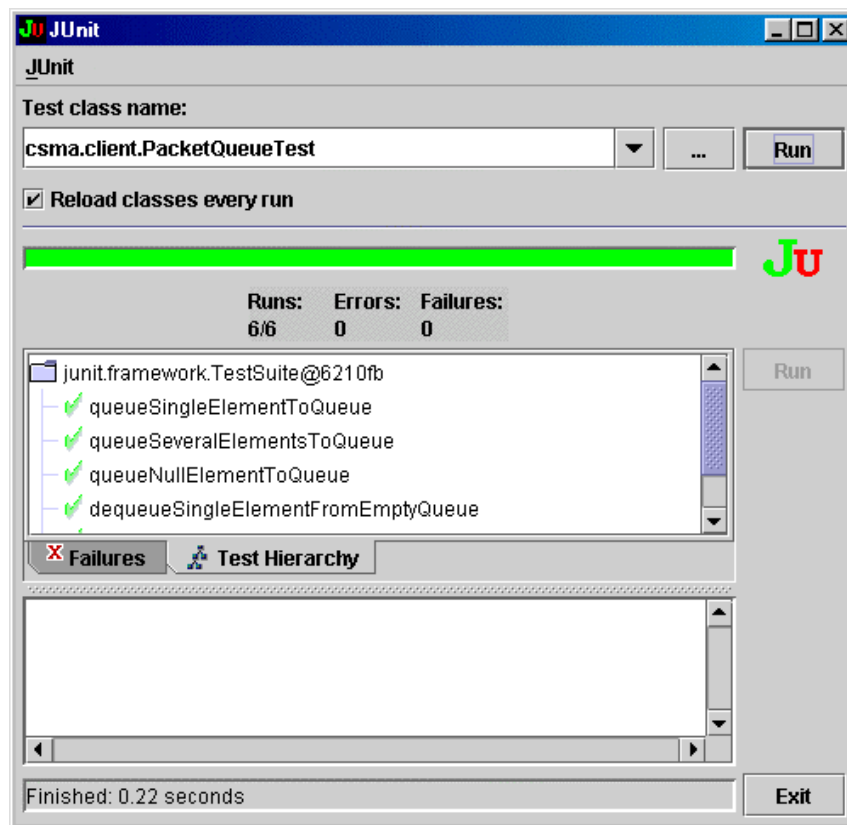 JU JUnit
JUnit
Test class name:
csma.client.PacketQueueTest ... Run
Reload classes every run
JU
Runs: Errors: Failures:
6/6 0 0
junit.framework.TestSuite@6210fb Run
queueSingleElementToQueue
queueSeveralElementsToQueue
queueNullElementToQueue
dequeueSingleElementFromEmptyQueue
X Failures Test Hierarchy
Finished: 0.22 seconds Exit